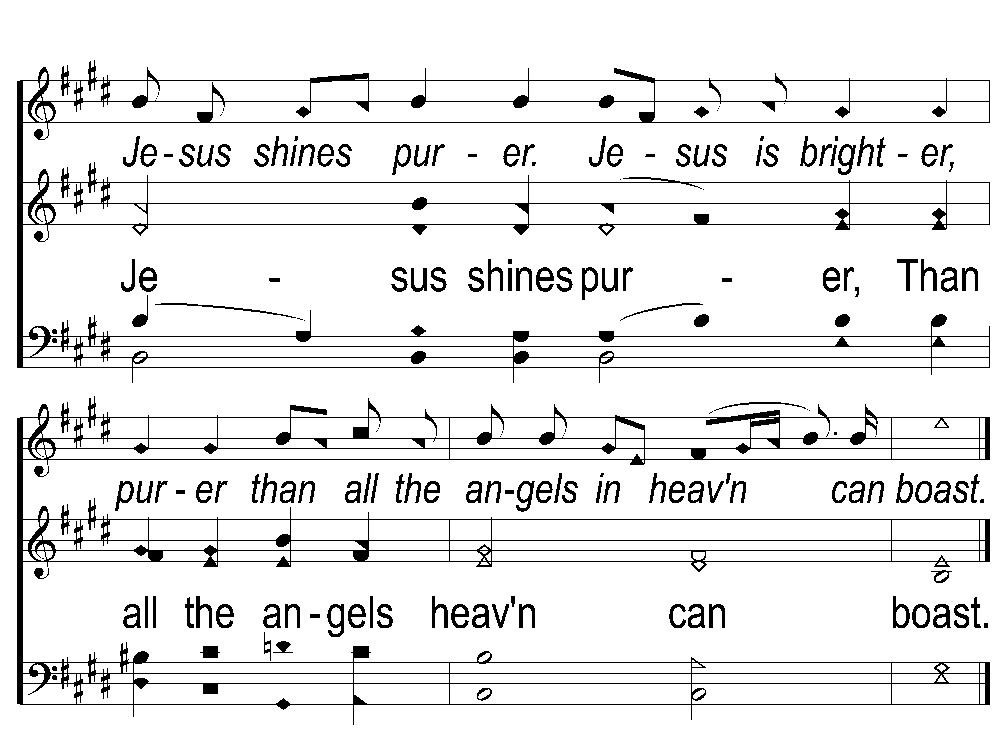 Je-sus shines pur - er. Je - sus is bright - er,
Je - sus shines pur - er, Than
pur - er than all the an-gels in heav'n can boast.
all the an - gels heav'n can boast.